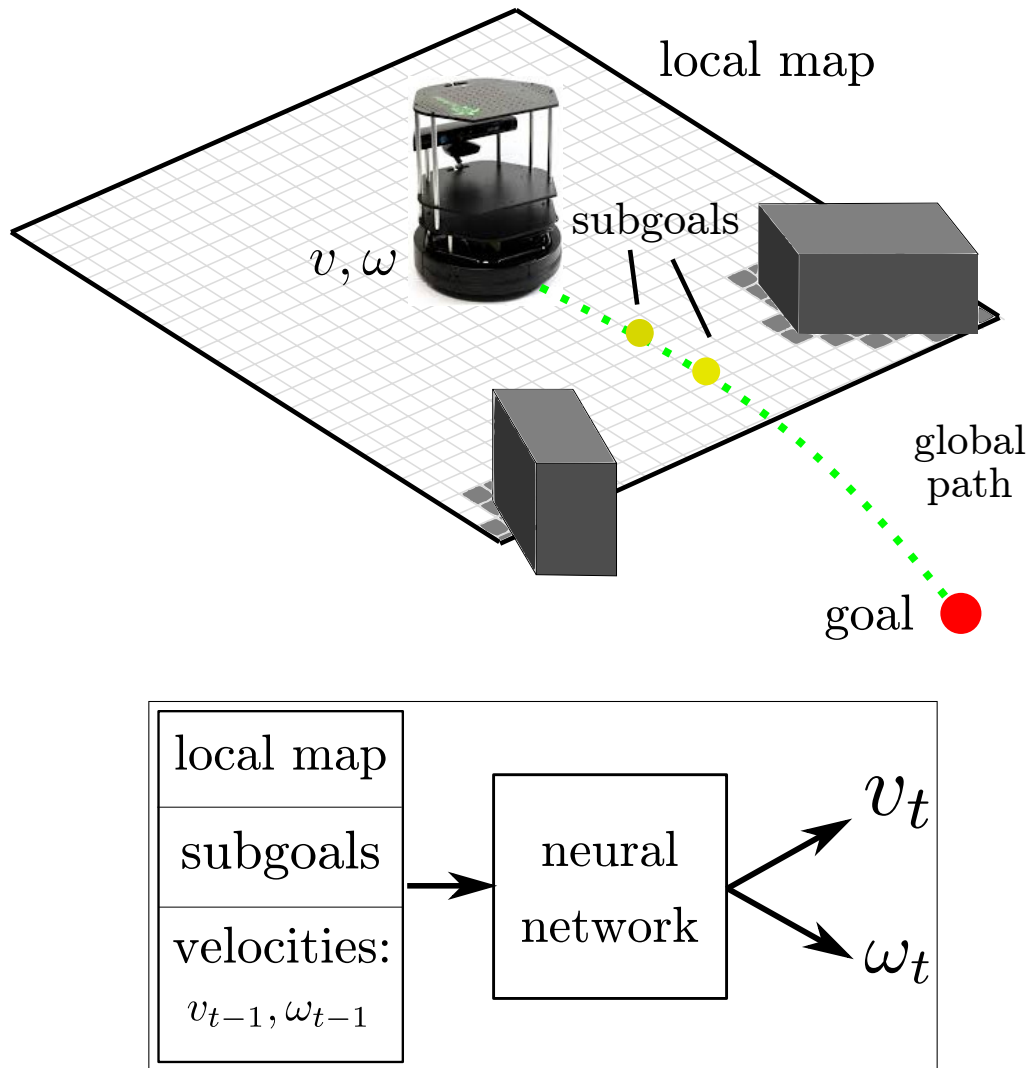 local map
subgoals
v, ω
global
path
goal
local map
subgoals
velocities:
v_{t−1}, ω_{t−1}
neural
network
v_t
ω_t